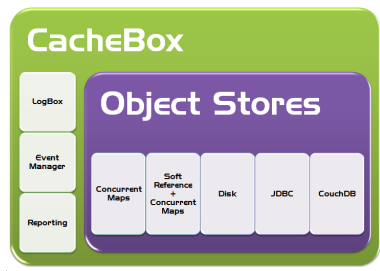 CacheBox
LogBox
Event
Manager
Reporting
Object Stores
Concurrent
Maps
Soft
Reference
+
Concurrent
Maps
Disk
JDBC
CouchDB